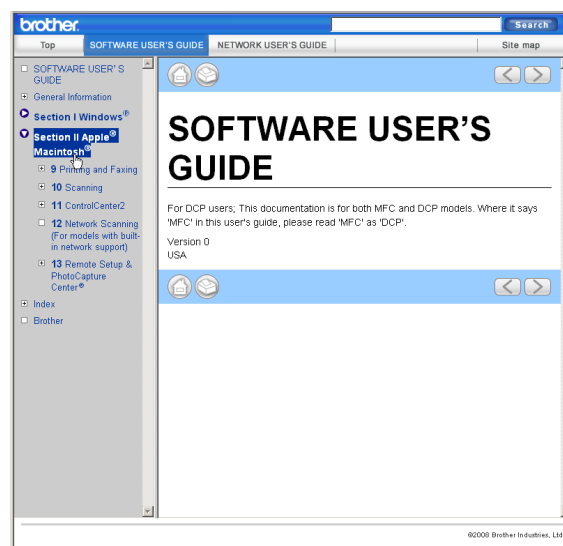 brother.
Search
Top SOFTWARE USER'S GUIDE NETWORK USER'S GUIDE Site map
SOFTWARE USER' S
GUIDE
General Information
Section I Windows®
Section II Apple®
Macintosh®
9 Printing and Faxing
10 Scanning
11 ControlCenter2
12 Network Scanning
(For models with built-
in network support)
13 Remote Setup &
PhotoCapture
Center®
Index
Brother
SOFTWARE USER'S
GUIDE
For DCP users; This documentation is for both MFC and DCP models. Where it says
'MFC' in this user's guide, please read 'MFC' as 'DCP'.
Version 0
USA
©2008 Brother Industries, Ltd